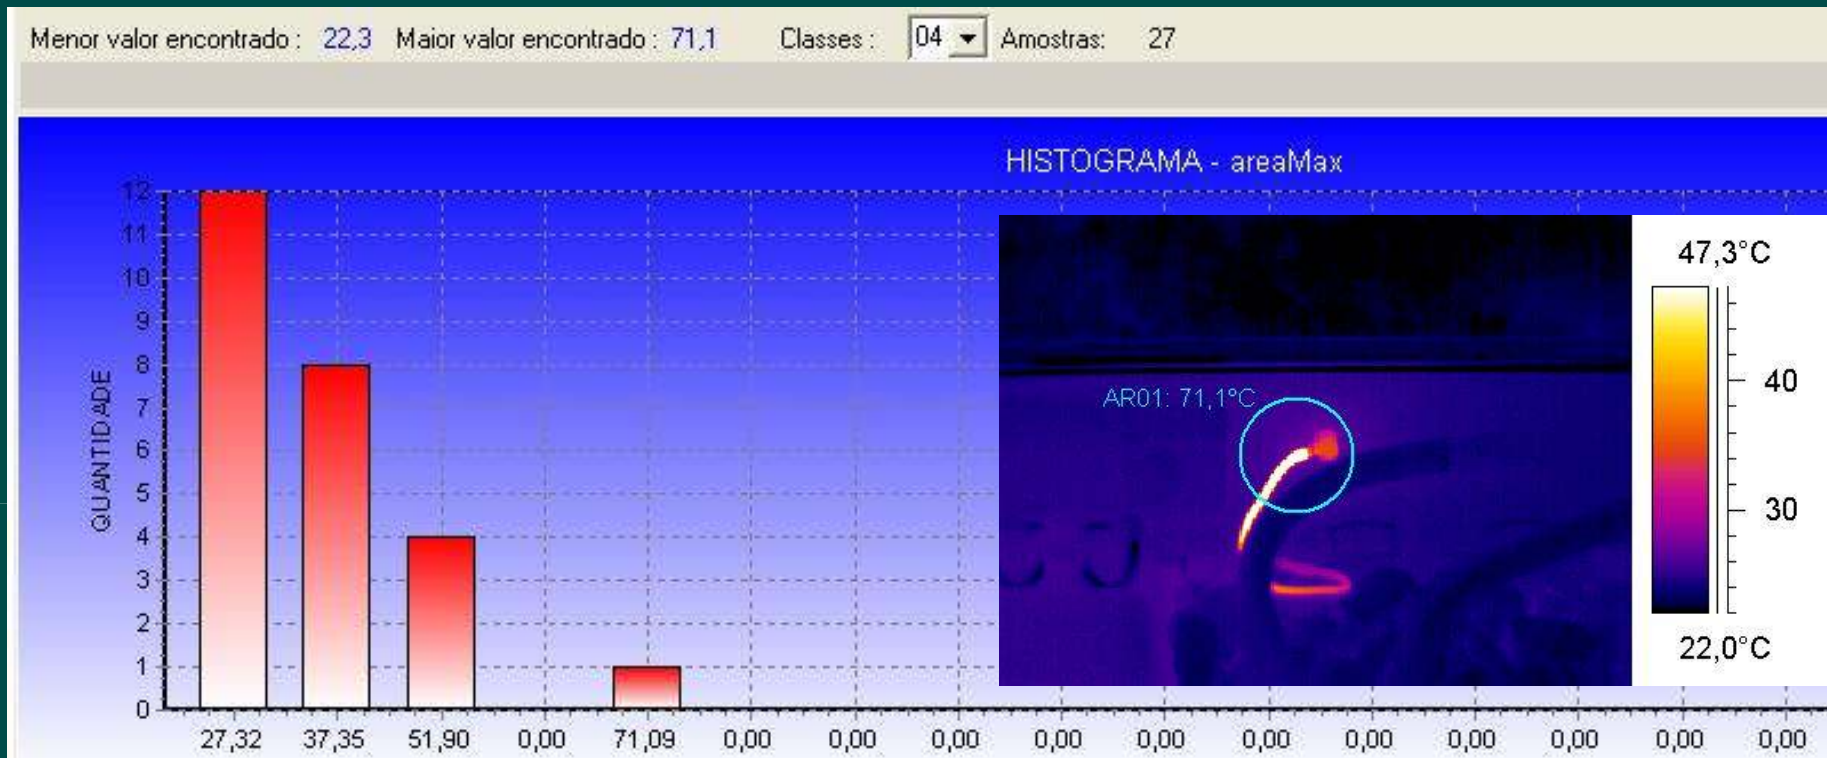 Menor valor encontrado : 22,3 Maior valor encontrado : 71,1 Classes : 04 Amostras: 27
HISTOGRAMA - areaMax
QUANTIDADE
12
11
10
9
8
7
6
5
4
3
2
1
0
27,32 37,35 51,90 0,00 71,09 0,00 0,00 0,00 0,00 0,00 0,00 0,00 0,00 0,00 0,00 0,00
AR01: 71,1°C
47,3°C
40
30
22,0°C